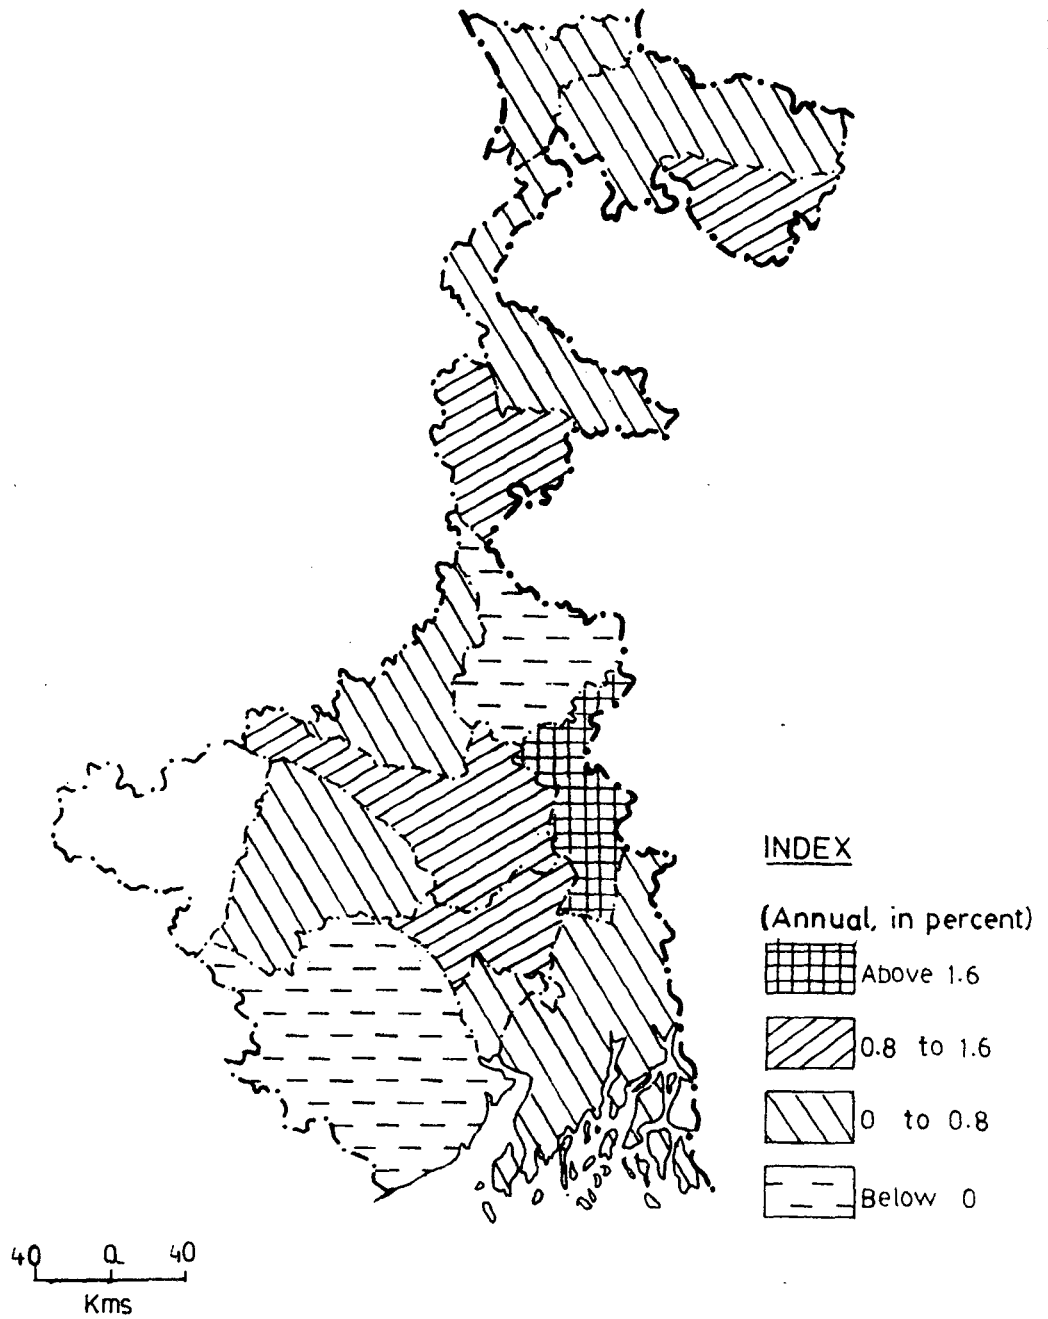 INDEX
(Annual, in percent)
Above 1.6
0.8 to 1.6
0 to 0.8
Below 0
40 0 40
Kms